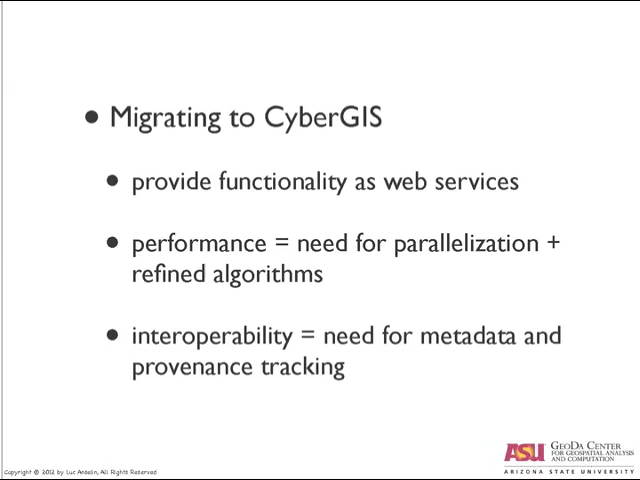 • Migrating to CyberGIS
• provide functionality as web services
• performance = need for parallelization +
refined algorithms
• interoperability = need for metadata and
provenance tracking
Copyright © 2012 by Luc Anselin, All Rights Reserved
ASU GEODA CENTER
FOR GEOSPATIAL ANALYSIS
AND COMPUTATION
ARIZONA STATE UNIVERSITY